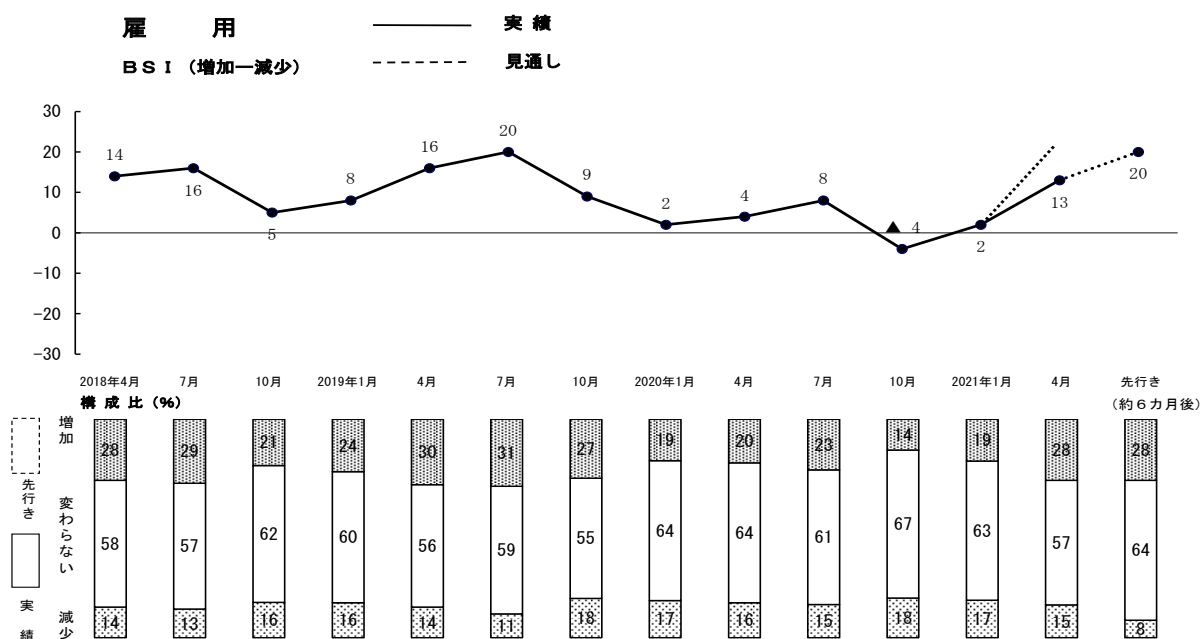 雇 用
実 績
ＢＳＩ（増加―減少）
見通し
30
20
10
0
−10
−20
−30
14 16 5 8 16 20 9 2 4 8 ▲ 4 2 13 20
2018年4月 7月 10月 2019年1月 4月 7月 10月 2020年1月 4月 7月 10月 2021年1月 4月 先行き
構 成 比（%）
（約６カ月後）
増加
28 29 21 24 30 31 27 19 20 23 14 19 28 28
先行き
変わらない
58 57 62 60 56 59 55 64 64 61 67 63 57 64
実績
減少
14 13 16 16 14 11 18 17 16 15 18 17 15 8